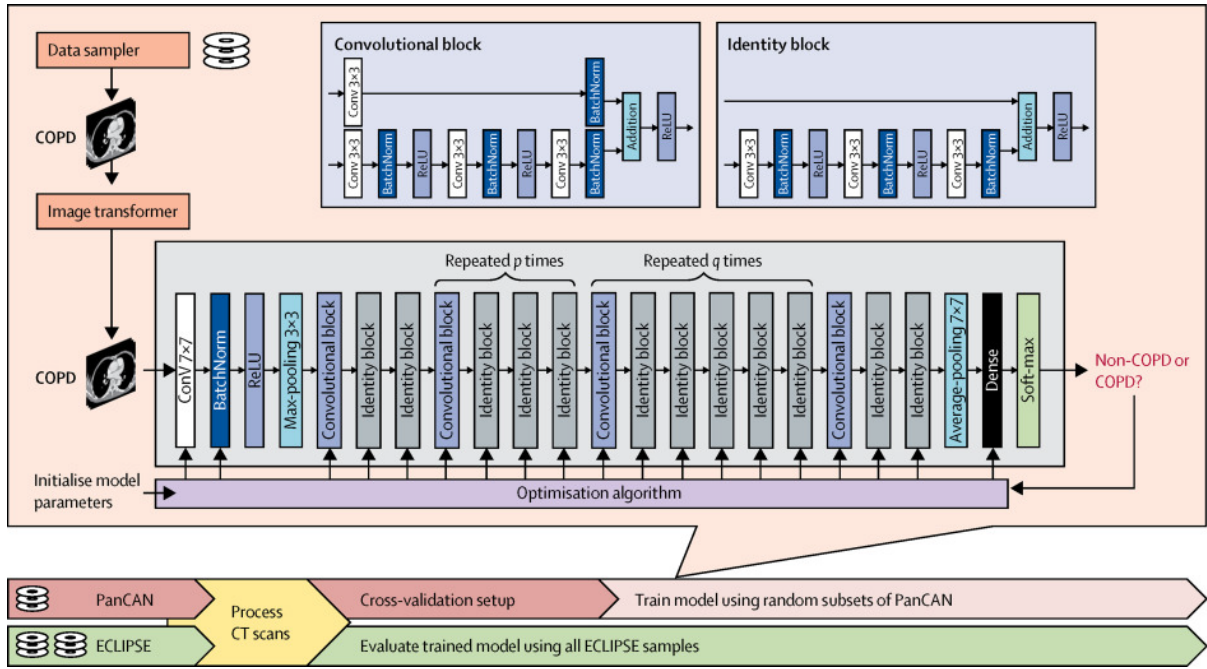 Data sampler
COPD
Image transformer
COPD
Initialise model
parameters
Convolutional block
Conv 3×3
BatchNorm
Conv 3×3
BatchNorm
ReLU
Conv 3×3
BatchNorm
ReLU
Conv 3×3
BatchNorm
Addition
ReLU
Identity block
Conv 3×3
BatchNorm
ReLU
Conv 3×3
BatchNorm
ReLU
Conv 3×3
BatchNorm
Addition
ReLU
Repeated p times
Repeated q times
ConV 7×7
BatchNorm
ReLU
Max-pooling 3×3
Convolutional block
Identity block
Identity block
Convolutional block
Identity block
Identity block
Identity block
Convolutional block
Identity block
Identity block
Identity block
Identity block
Identity block
Convolutional block
Identity block
Identity block
Average-pooling 7×7
Dense
Soft-max
Non-COPD or
COPD?
Optimisation algorithm
PanCAN
Process
CT scans
Cross-validation setup
Train model using random subsets of PanCAN
ECLIPSE
Evaluate trained model using all ECLIPSE samples